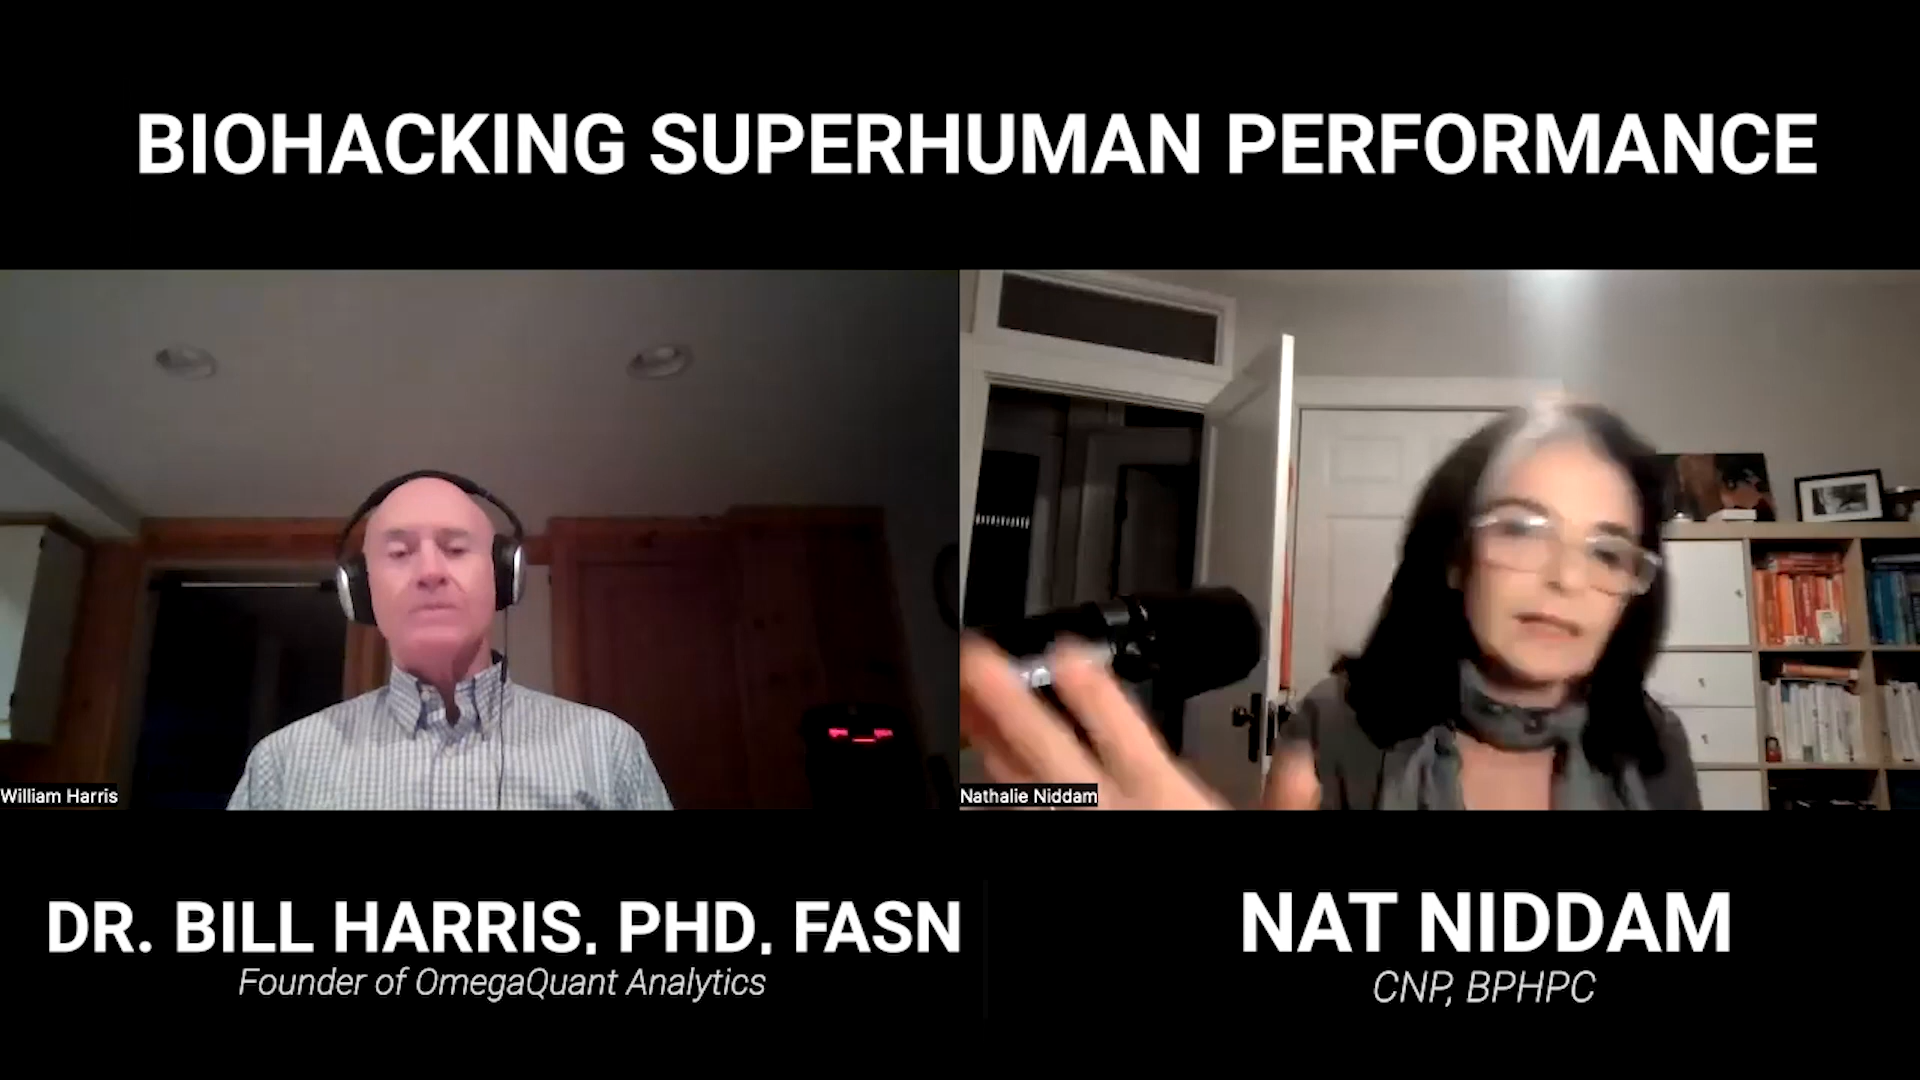 BIOHACKING SUPERHUMAN PERFORMANCE
William Harris
Nathalie Niddam
DR. BILL HARRIS, PHD, FASN
Founder of OmegaQuant Analytics
NAT NIDDAM
CNP, BPHPC